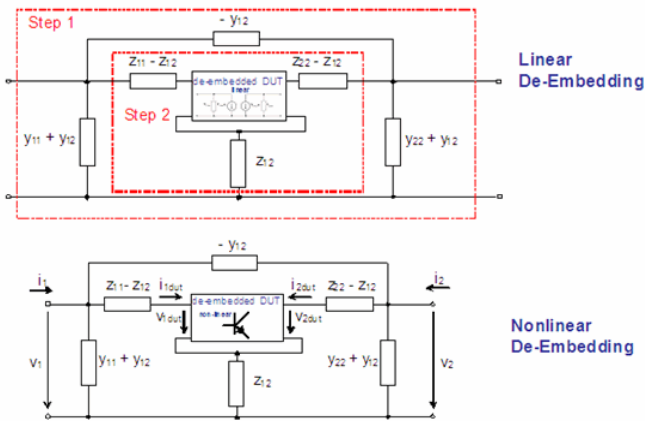 Step 1
- y12
z11 – z12
z22 – z12
Linear
De-Embedding
de-embedded DUT
linear
Step 2
y11 + y12
z12
y22 + y12
- y12
i1
z11 – z12
i1dut
i2dut
z22 – z12
i2
de-embedded DUT
non-linear
v1dut
v2dut
Nonlinear
De-Embedding
v1
y11 + y12
y22 + y12
v2
z12